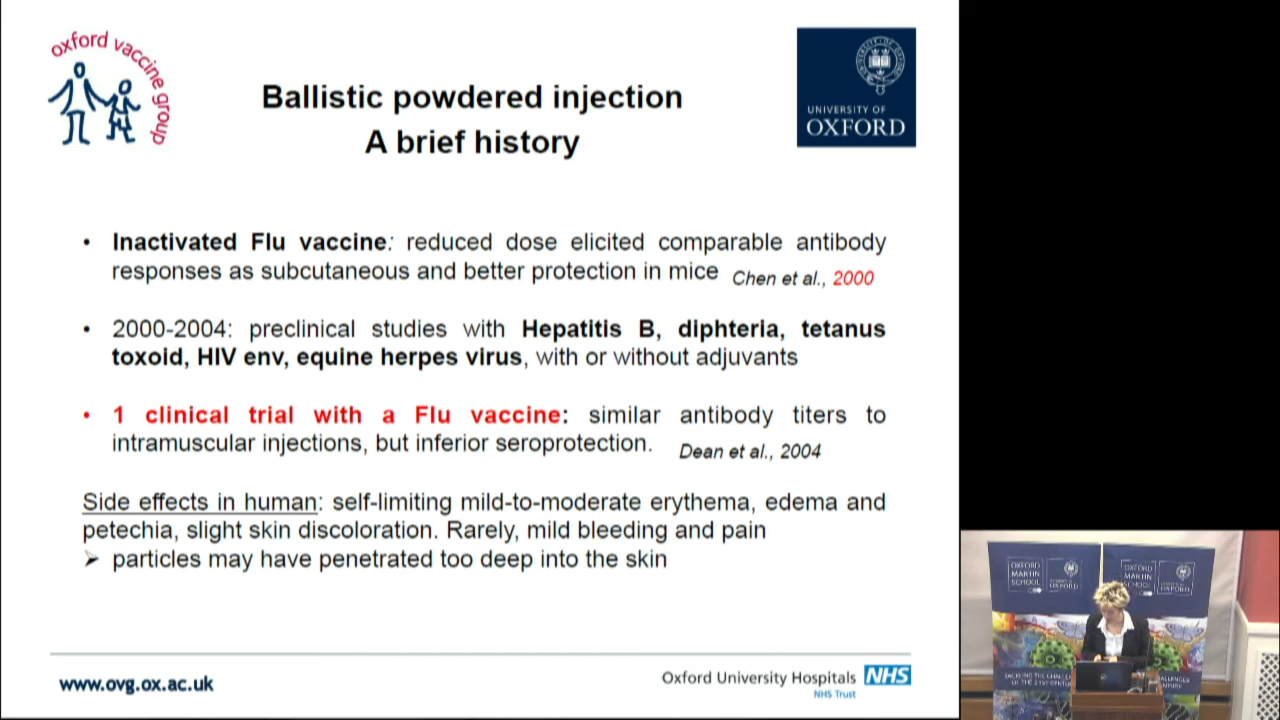 oxford vaccine group
UNIVERSITY OF
OXFORD
Ballistic powdered injection
A brief history
• Inactivated Flu vaccine: reduced dose elicited comparable antibody
responses as subcutaneous and better protection in mice Chen et al., 2000
• 2000-2004: preclinical studies with Hepatitis B, diphteria, tetanus
toxoid, HIV env, equine herpes virus, with or without adjuvants
• 1 clinical trial with a Flu vaccine: similar antibody titers to
intramuscular injections, but inferior seroprotection. Dean et al., 2004
Side effects in human: self-limiting mild-to-moderate erythema, edema and
petechia, slight skin discoloration. Rarely, mild bleeding and pain
➢ particles may have penetrated too deep into the skin
www.ovg.ox.ac.uk
Oxford University Hospitals NHS
NHS Trust
OXFORD
MARTIN
SCHOOL
OXFORD
OXFORD
MARTIN
SCHOOL
OXFORD